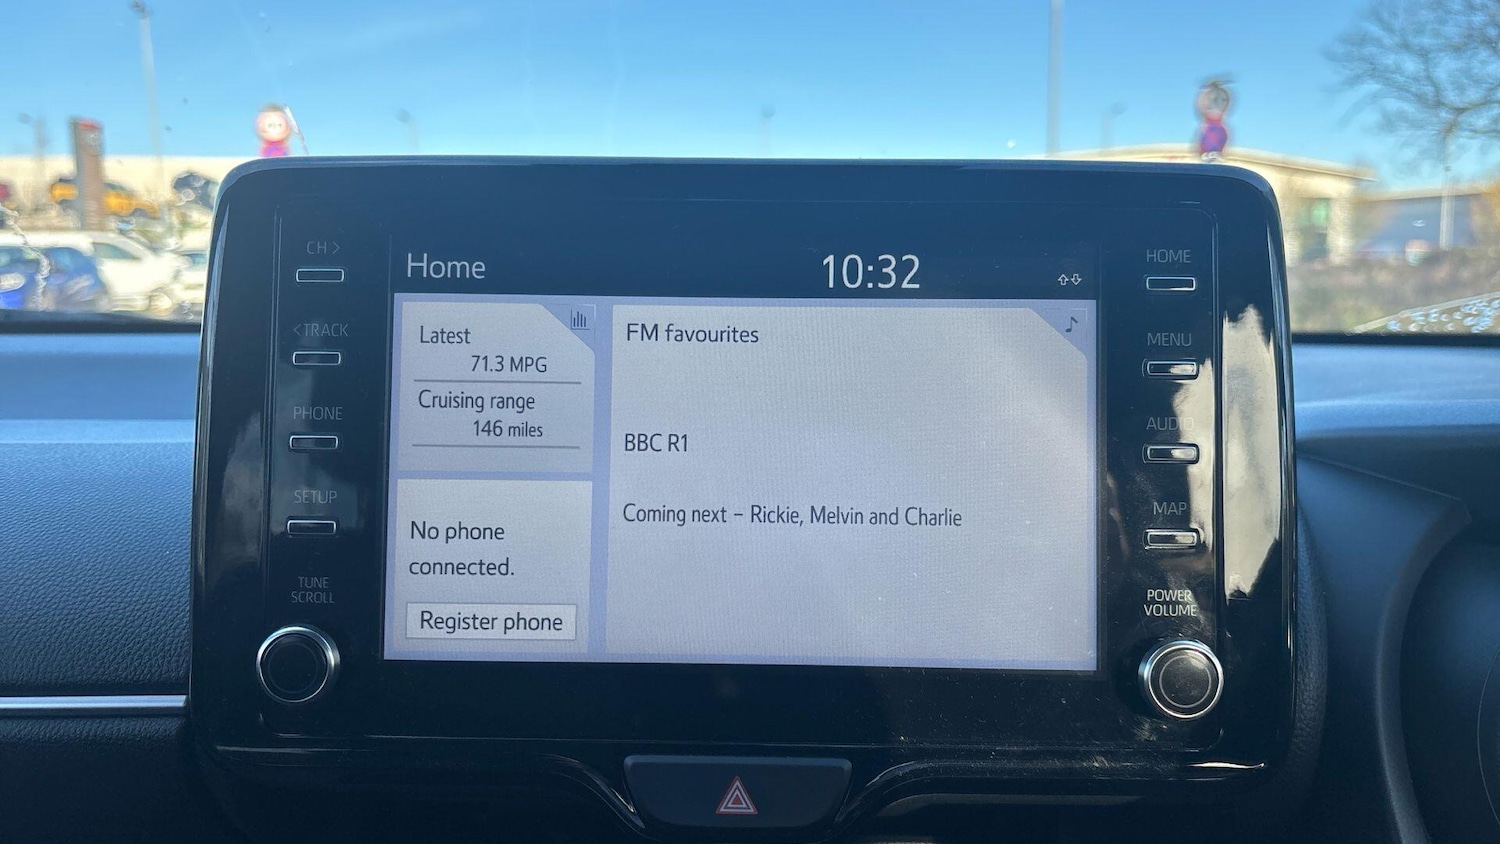 CH >
< TRACK
PHONE
SETUP
TUNE
SCROLL
Home
10:32
Latest
71.3 MPG
Cruising range
146 miles
No phone
connected.
Register phone
FM favourites
BBC R1
Coming next – Rickie, Melvin and Charlie
HOME
MENU
AUDIO
MAP
POWER
VOLUME